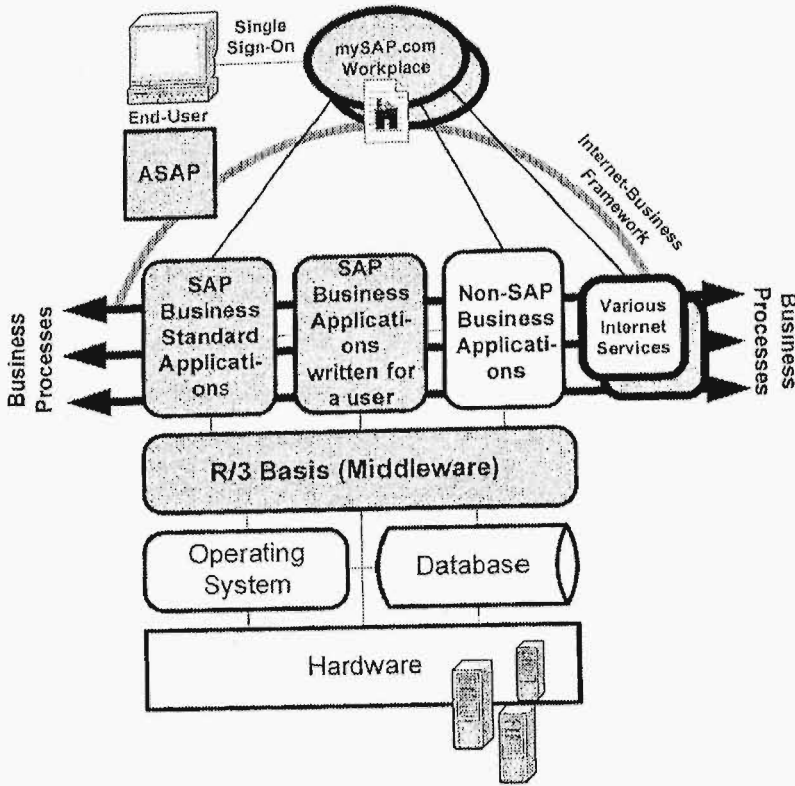 Single
Sign-On
mySAP.com
Workplace
End-User
ASAP
Internet-Business
Framework
SAP
Business
Standard
Applicati-
ons
SAP
Business
Applicati-
ons
written for
a user
Non-SAP
Business
Applicati-
ons
Various
Internet
Services
Business
Processes
Business
Processes
R/3 Basis (Middleware)
Operating
System
Database
Hardware